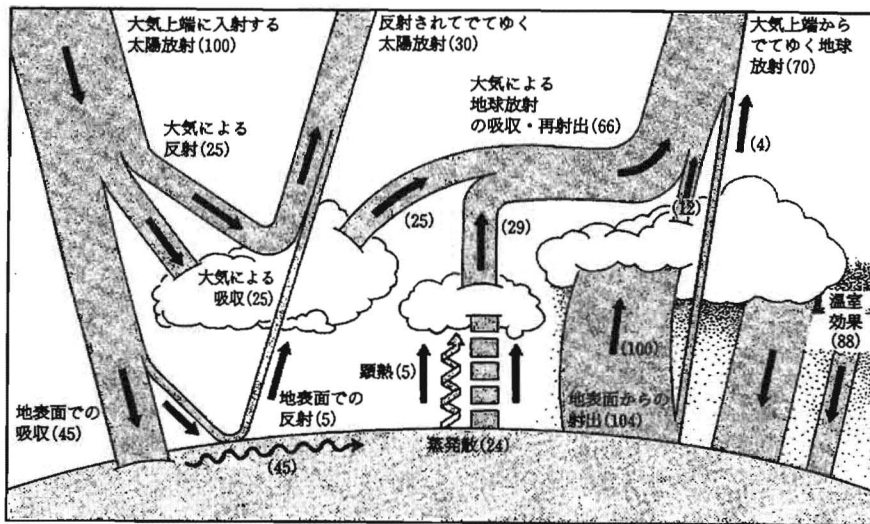 大気上端に入射する
太陽放射(100)
反射されてでてゆく
太陽放射(30)
大気上端から
でてゆく地球
放射(70)
大気による
反射(25)
大気による
地球放射
の吸収・再射出(66)
(4)
(25)
(29)
(12)
大気による
吸収(25)
温室
効果
(88)
顕熱(5)
(100)
地表面での
吸収(45)
地表面での
反射(5)
地表面からの
射出(104)
蒸発散(24)
(45)